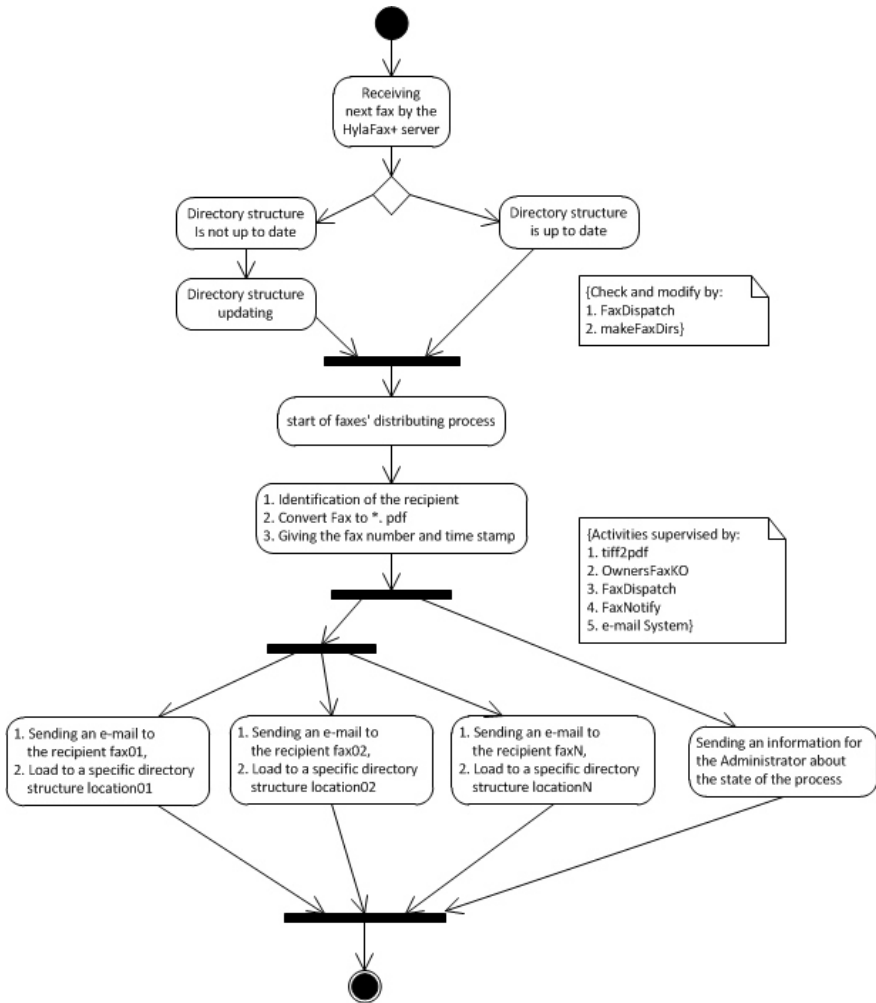 Receiving
next fax by the
HylaFax+ server
Directory structure
Is not up to date
Directory structure
is up to date
Directory structure
updating
{Check and modify by:
1. FaxDispatch
2. makeFaxDirs}
start of faxes' distributing process
1. Identification of the recipient
2. Convert Fax to *. pdf
3. Giving the fax number and time stamp
{Activities supervised by:
1. tiff2pdf
2. OwnersFaxKO
3. FaxDispatch
4. FaxNotify
5. e-mail System}
1. Sending an e-mail to
the recipient fax01,
2. Load to a specific directory
structure location01
1. Sending an e-mail to
the recipient fax02,
2. Load to a specific directory
structure location02
1. Sending an e-mail to
the recipient faxN,
2. Load to a specific directory
structure locationN
Sending an information for
the Administrator about
the state of the process